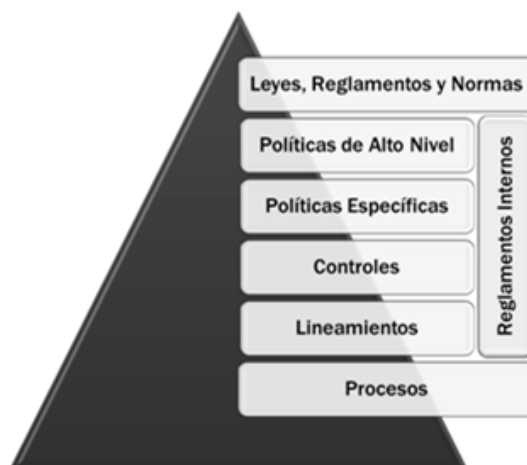 Leyes, Reglamentos y Normas
Políticas de Alto Nivel
Políticas Específicas
Controles
Lineamientos
Reglamentos Internos
Procesos